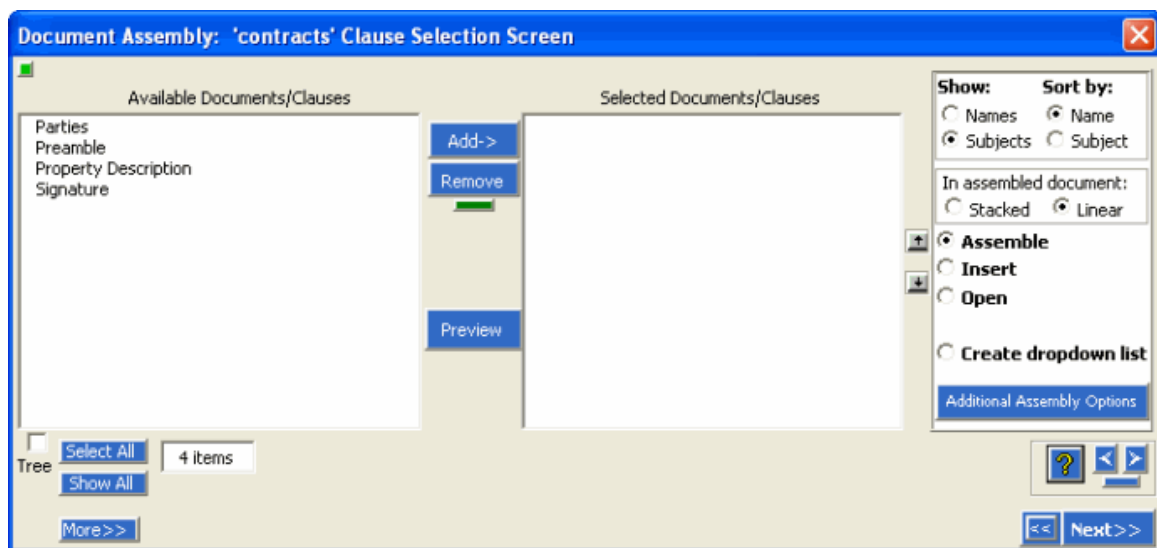 Document Assembly: 'contracts' Clause Selection Screen
Available Documents/Clauses
Selected Documents/Clauses
Show: Sort by:
Names Name
Subjects Subject
Parties
Preamble
Property Description
Signature
Add->
Remove
Preview
In assembled document:
Stacked Linear
Assemble
Insert
Open
Create dropdown list
Additional Assembly Options
Tree
Select All
4 items
Show All
More>>
?
< >
<< Next>>